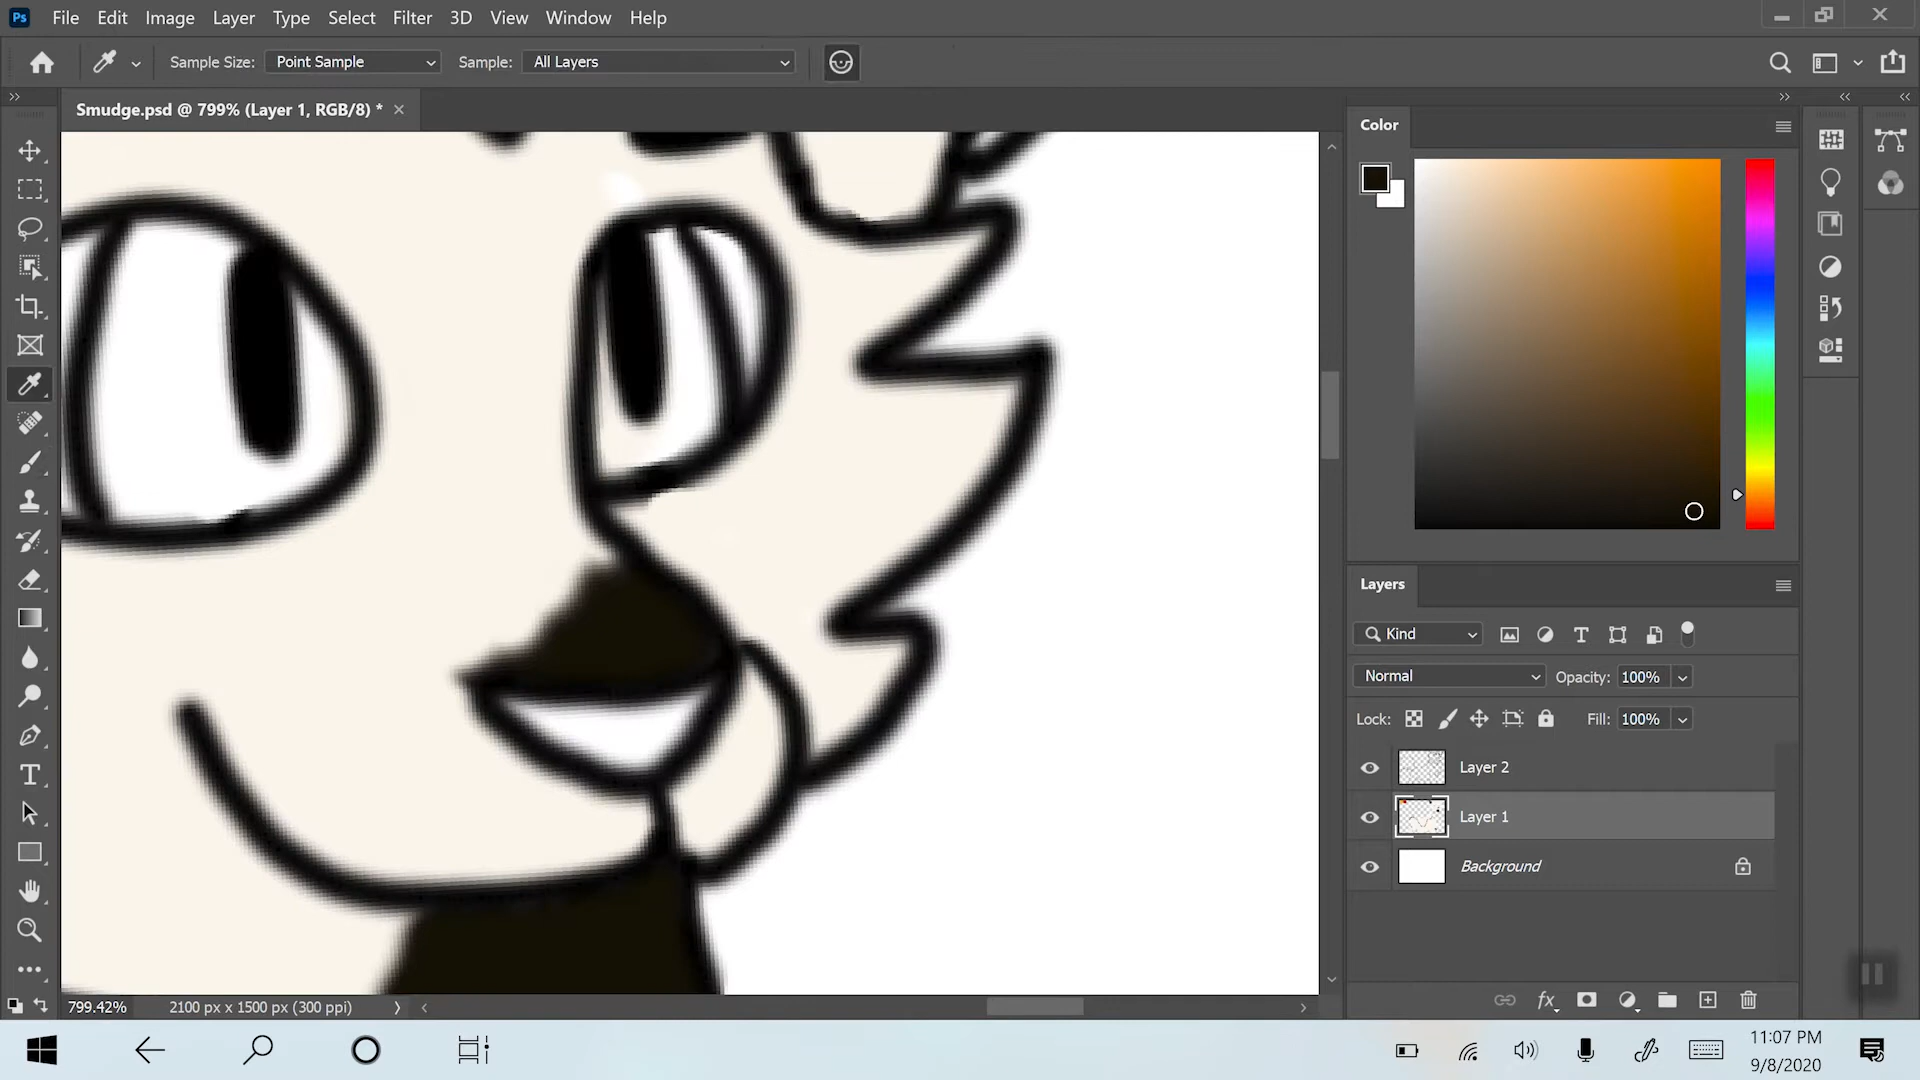 Ps File Edit Image Layer Type Select Filter 3D View Window Help
Sample Size: Point Sample Sample: All Layers
Smudge.psd @ 799% (Layer 1, RGB/8) *
Color
Layers
Kind
Normal Opacity: 100%
Lock: Fill: 100%
Layer 2
Layer 1
Background
799.42% 2100 px x 1500 px (300 ppi)
11:07 PM
9/8/2020